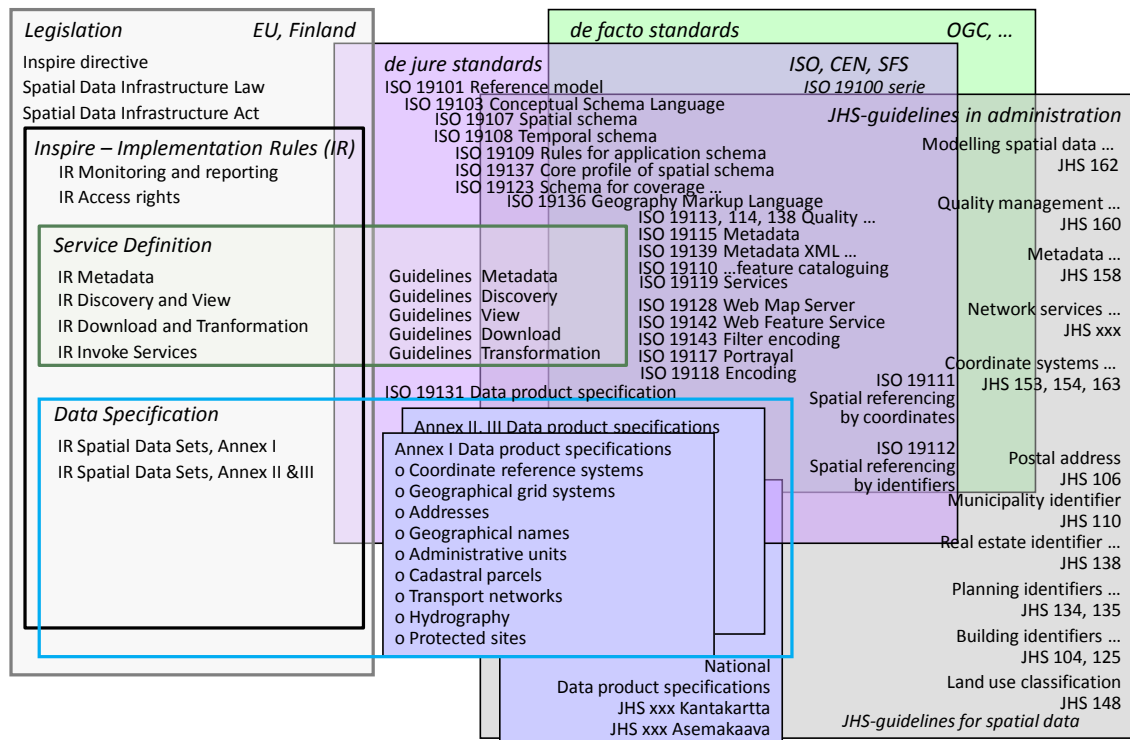 Legislation EU, Finland
Inspire directive
Spatial Data Infrastructure Law
Spatial Data Infrastructure Act
Inspire – Implementation Rules (IR)
IR Monitoring and reporting
IR Access rights
Service Definition
IR Metadata
IR Discovery and View
IR Download and Tranformation
IR Invoke Services
Data Specification
IR Spatial Data Sets, Annex I
IR Spatial Data Sets, Annex II &III
de facto standards OGC, ...
de jure standards ISO, CEN, SFS
ISO 19100 serie
ISO 19101 Reference model
ISO 19103 Conceptual Schema Language
ISO 19107 Spatial schema
ISO 19108 Temporal schema
ISO 19109 Rules for application schema
ISO 19137 Core profile of spatial schema
ISO 19123 Schema for coverage ...
ISO 19136 Geography Markup Language
ISO 19113, 114, 138 Quality ...
ISO 19115 Metadata
ISO 19139 Metadata XML ...
ISO 19110 ...feature cataloguing
ISO 19119 Services
ISO 19128 Web Map Server
ISO 19142 Web Feature Service
ISO 19143 Filter encoding
ISO 19117 Portrayal
ISO 19118 Encoding
Guidelines Metadata
Guidelines Discovery
Guidelines View
Guidelines Download
Guidelines Transformation
ISO 19131 Data product specification
ISO 19111
Spatial referencing
by coordinates
ISO 19112
Spatial referencing
by identifiers
Annex II, III Data product specifications
Annex I Data product specifications
o Coordinate reference systems
o Geographical grid systems
o Addresses
o Geographical names
o Administrative units
o Cadastral parcels
o Transport networks
o Hydrography
o Protected sites
National
Data product specifications
JHS xxx Kantakartta
JHS xxx Asemakaava
JHS-guidelines in administration
Modelling spatial data ...
JHS 162
Quality management ...
JHS 160
Metadata ...
JHS 158
Network services ...
JHS xxx
Coordinate systems ...
JHS 153, 154, 163
Postal address
JHS 106
Municipality identifier
JHS 110
Real estate identifier ...
JHS 138
Planning identifiers ...
JHS 134, 135
Building identifiers ...
JHS 104, 125
Land use classification
JHS 148
JHS-guidelines for spatial data